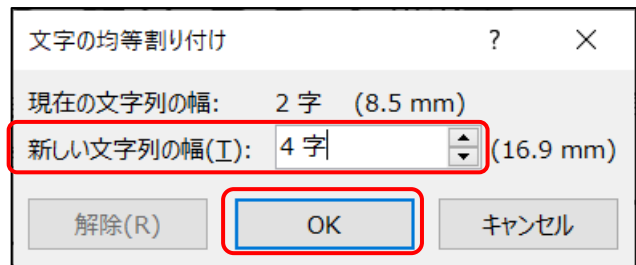 文字の均等割り付け ? ×
現在の文字列の幅: 2 字 (8.5 mm)
新しい文字列の幅(T): 4 字 (16.9 mm)
解除(R) OK キャンセル